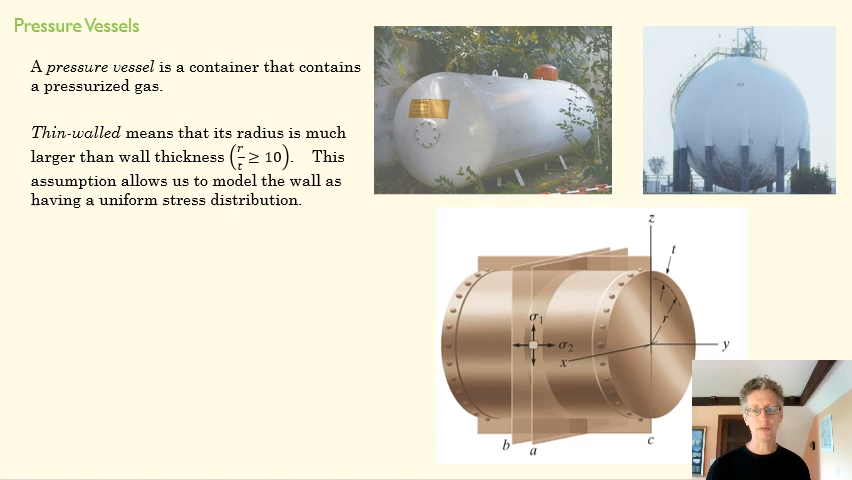 Pressure Vessels
A pressure vessel is a container that contains
a pressurized gas.
Thin-walled means that its radius is much
larger than wall thickness (r/t ≥ 10). This
assumption allows us to model the wall as
having a uniform stress distribution.
z
t
σ1
r
σ2
y
x
b
a
c